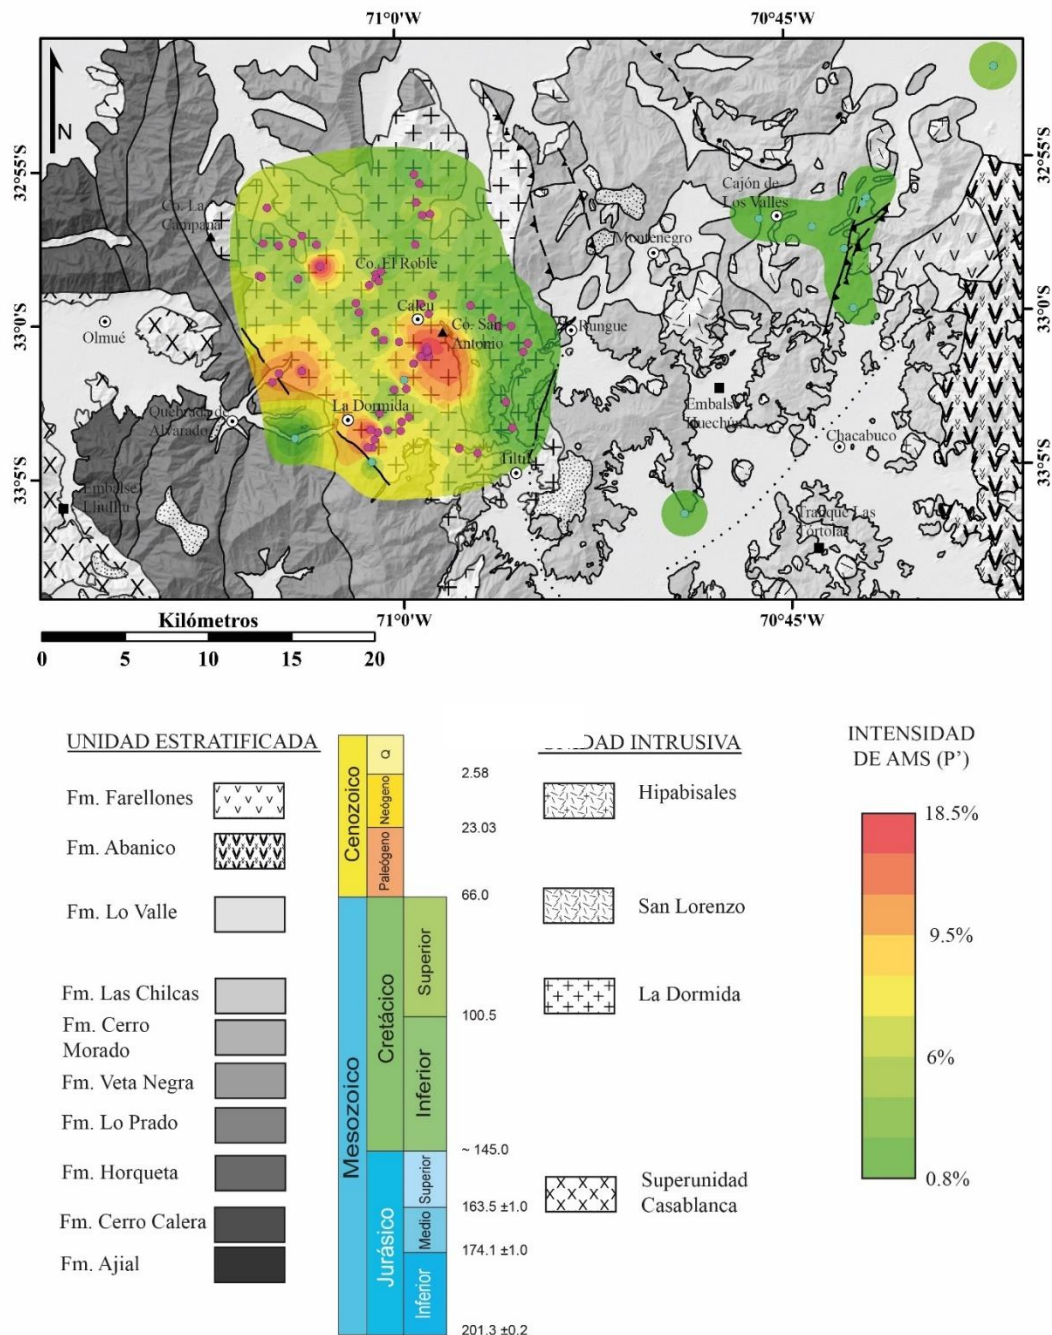 71°0'W
70°45'W
N
32°55'S
32°55'S
Co. La
Campana
Cajón de
Los Valles
Montenegro
Co. El Roble
Caleu
33°0'S
33°0'S
Olmué
Co. San
Antonio
Rungue
Quebrada de
Alvarado
La Dormida
Embalse
Huechún
Chacabuco
Tiltil
33°5'S
33°5'S
Embalse
Lliulliu
Tranque Las
Tórtolas
71°0'W
70°45'W
Kilómetros
0 5 10 15 20
UNIDAD ESTRATIFICADA
Fm. Farellones
Fm. Abanico
Fm. Lo Valle
Fm. Las Chilcas
Fm. Cerro
Morado
Fm. Veta Negra
Fm. Lo Prado
Fm. Horqueta
Fm. Cerro Calera
Fm. Ajial
Cenozoico
Q
Neógeno
Paleógeno
Mesozoico
Cretácico
Superior
Inferior
Jurásico
Superior
Medio
Inferior
2.58
23.03
66.0
100.5
~ 145.0
163.5 ±1.0
174.1 ±1.0
201.3 ±0.2
UNIDAD INTRUSIVA
Hipabisales
San Lorenzo
La Dormida
Superunidad
Casablanca
INTENSIDAD
DE AMS (P')
18.5%
9.5%
6%
0.8%